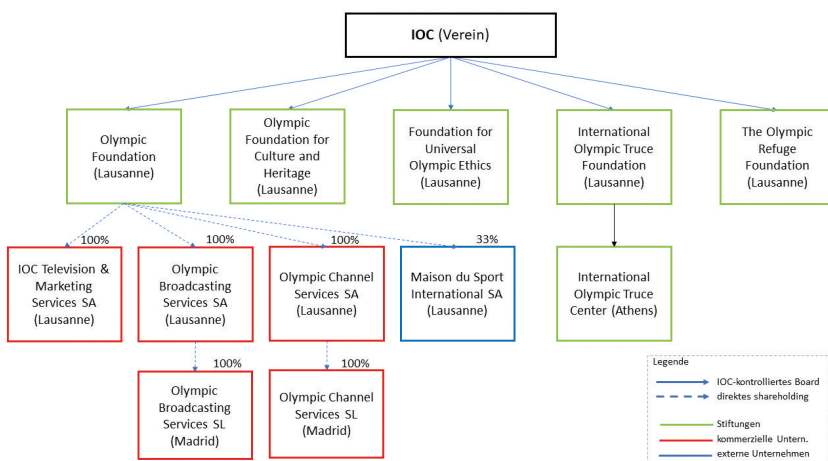 IOC (Verein)
Olympic
Foundation
(Lausanne)
Olympic
Foundation for
Culture and
Heritage
(Lausanne)
Foundation for
Universal
Olympic Ethics
(Lausanne)
International
Olympic Truce
Foundation
(Lausanne)
The Olympic
Refuge
Foundation
(Lausanne)
100%
100%
100%
33%
IOC Television &
Marketing
Services SA
(Lausanne)
Olympic
Broadcasting
Services SA
(Lausanne)
Olympic Channel
Services SA
(Lausanne)
Maison du Sport
International SA
(Lausanne)
International
Olympic Truce
Center (Athens)
100%
100%
Olympic
Broadcasting
Services SL
(Madrid)
Olympic Channel
Services SL
(Madrid)
Legende
IOC-kontrolliertes Board
direktes shareholding
Stiftungen
kommerzielle Untern.
externe Unternehmen